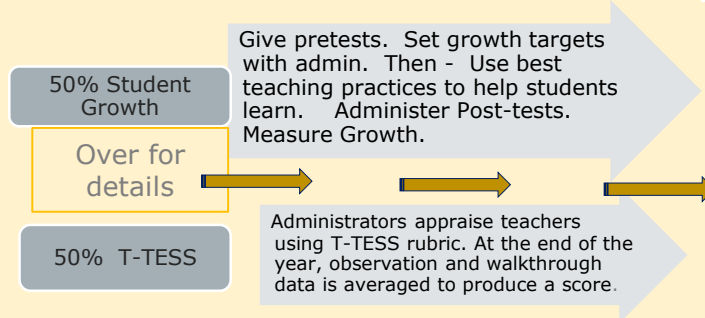 50% Student
Growth
Give pretests.  Set growth targets
with admin.  Then -  Use best
teaching practices to help students
learn.    Administer Post-tests.
Measure Growth.
Over for
details
50%  T-TESS
Administrators appraise teachers
using T-TESS rubric. At the end of the
year, observation and walkthrough
data is averaged to produce a score.